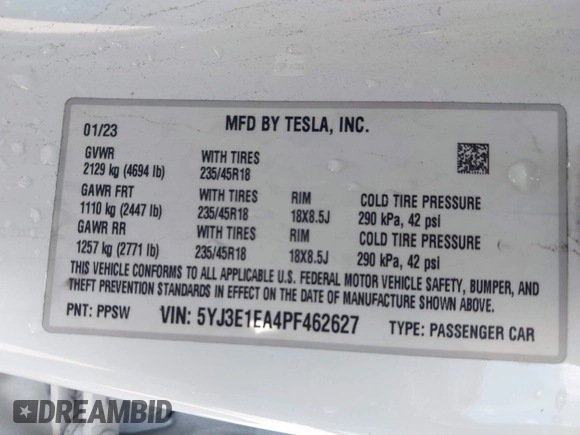 01/23 MFD BY TESLA, INC.
GVWR WITH TIRES
2129 kg (4694 lb) 235/45R18
GAWR FRT WITH TIRES RIM COLD TIRE PRESSURE
1110 kg (2447 lb) 235/45R18 18X8.5J 290 kPa, 42 psi
GAWR RR WITH TIRES RIM COLD TIRE PRESSURE
1257 kg (2771 lb) 235/45R18 18X8.5J 290 kPa, 42 psi
THIS VEHICLE CONFORMS TO ALL APPLICABLE U.S. FEDERAL MOTOR VEHICLE SAFETY, BUMPER, AND
THEFT PREVENTION STANDARDS IN EFFECT ON THE DATE OF MANUFACTURE SHOWN ABOVE.
PNT: PPSW VIN: 5YJ3E1EA4PF462627 TYPE: PASSENGER CAR
DREAMBID